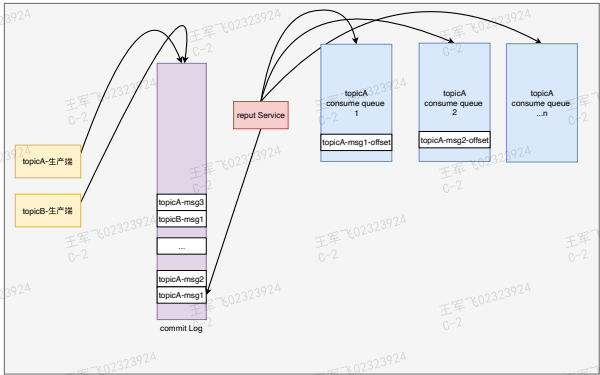 topicA-生产端
topicB-生产端
topicA-msg3
topicB-msg1
...
topicA-msg2
topicA-msg1
commit Log
reput Service
topicA
consume queue
1
topicA-msg1-offset
topicA
consume queue
2
topicA-msg2-offset
topicA
consume queue
...n
王军飞02323924
C-2